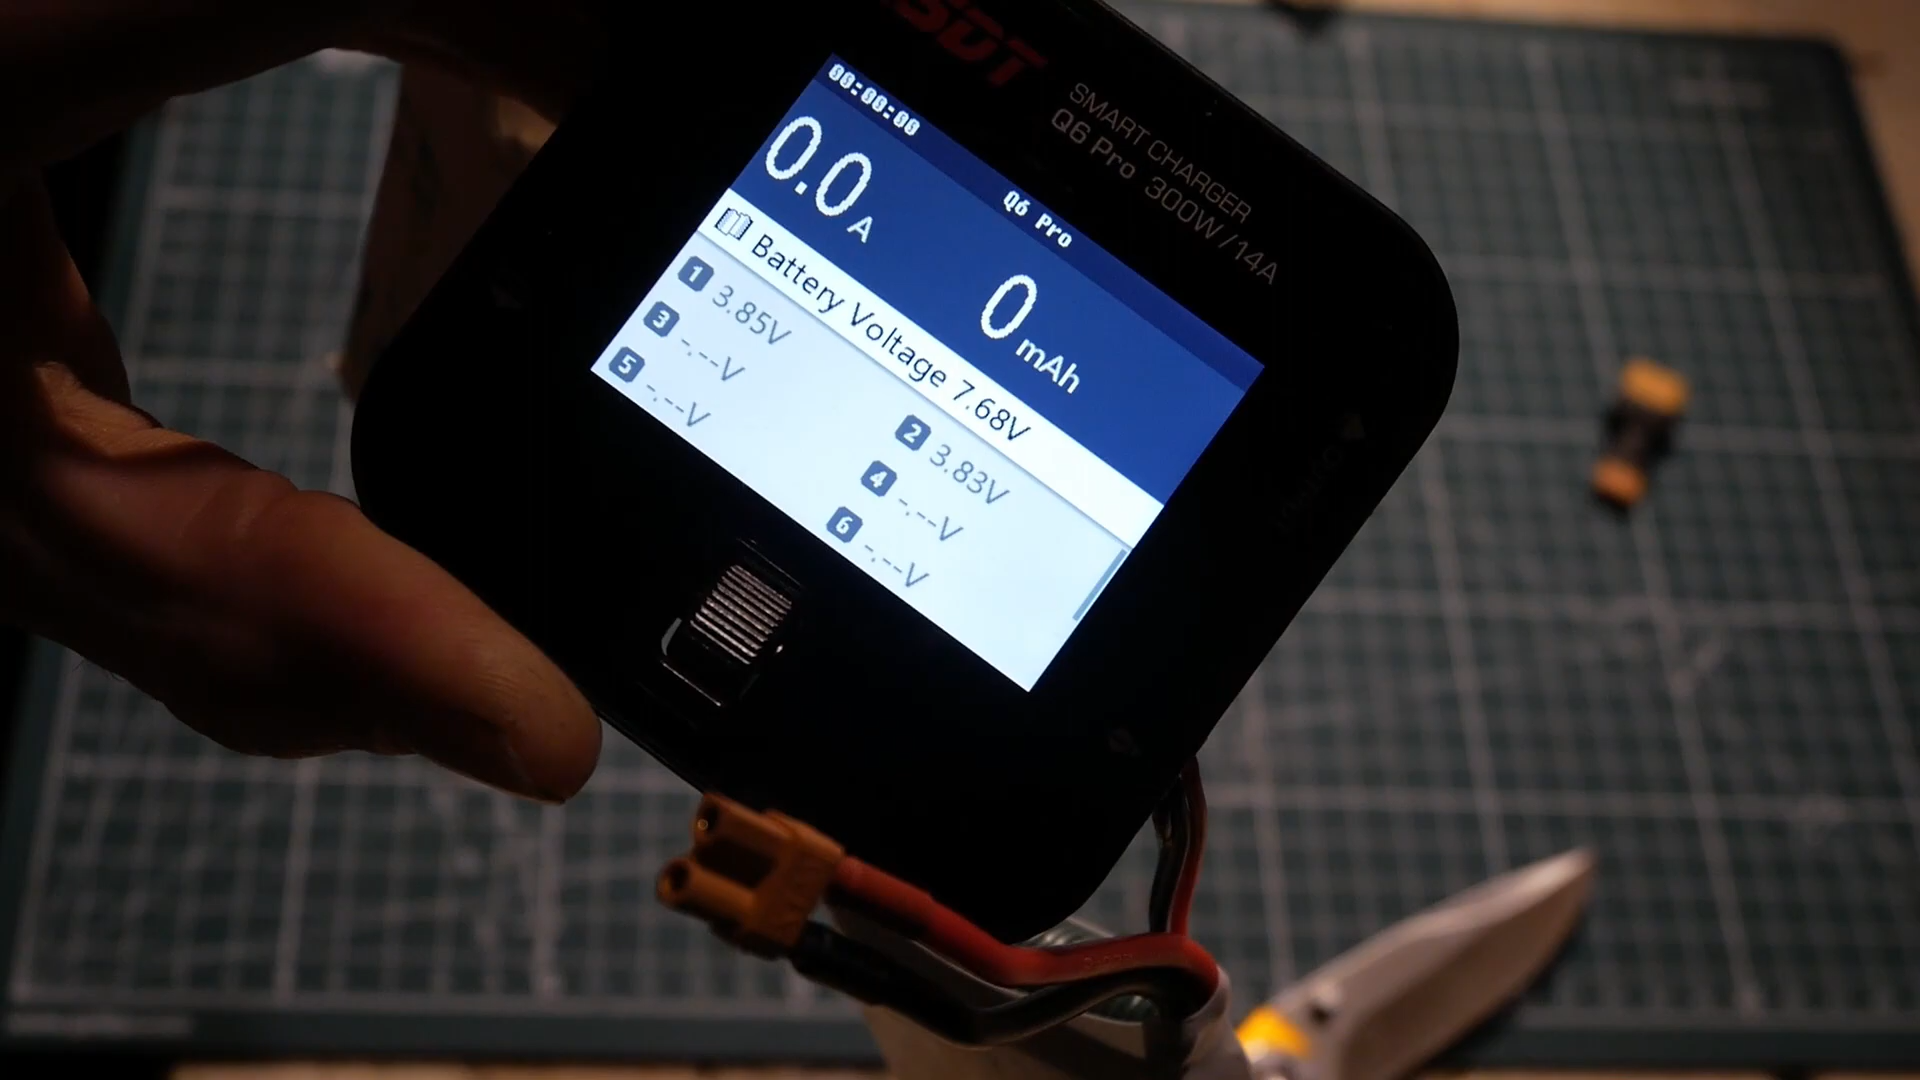 SDT
SMART CHARGER
Q6 Pro 300W/14A
00:00:00
Q6 Pro
0.0A
0 mAh
Battery Voltage 7.68V
1 3.85V
2 3.83V
3 -.--V
4 -.--V
5 -.--V
6 -.--V